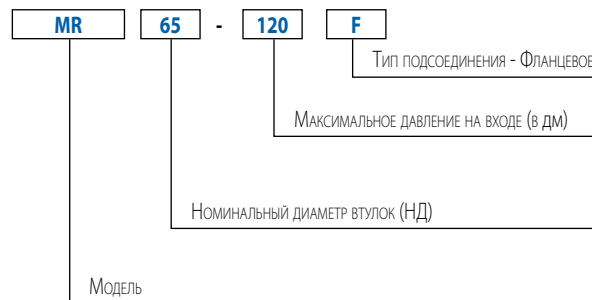 MR 65 - 120 F
Тип подсоединения - Фланцевое
Максимальное давление на входе (в дм)
Номинальный диаметр втулок (НД)
Модель